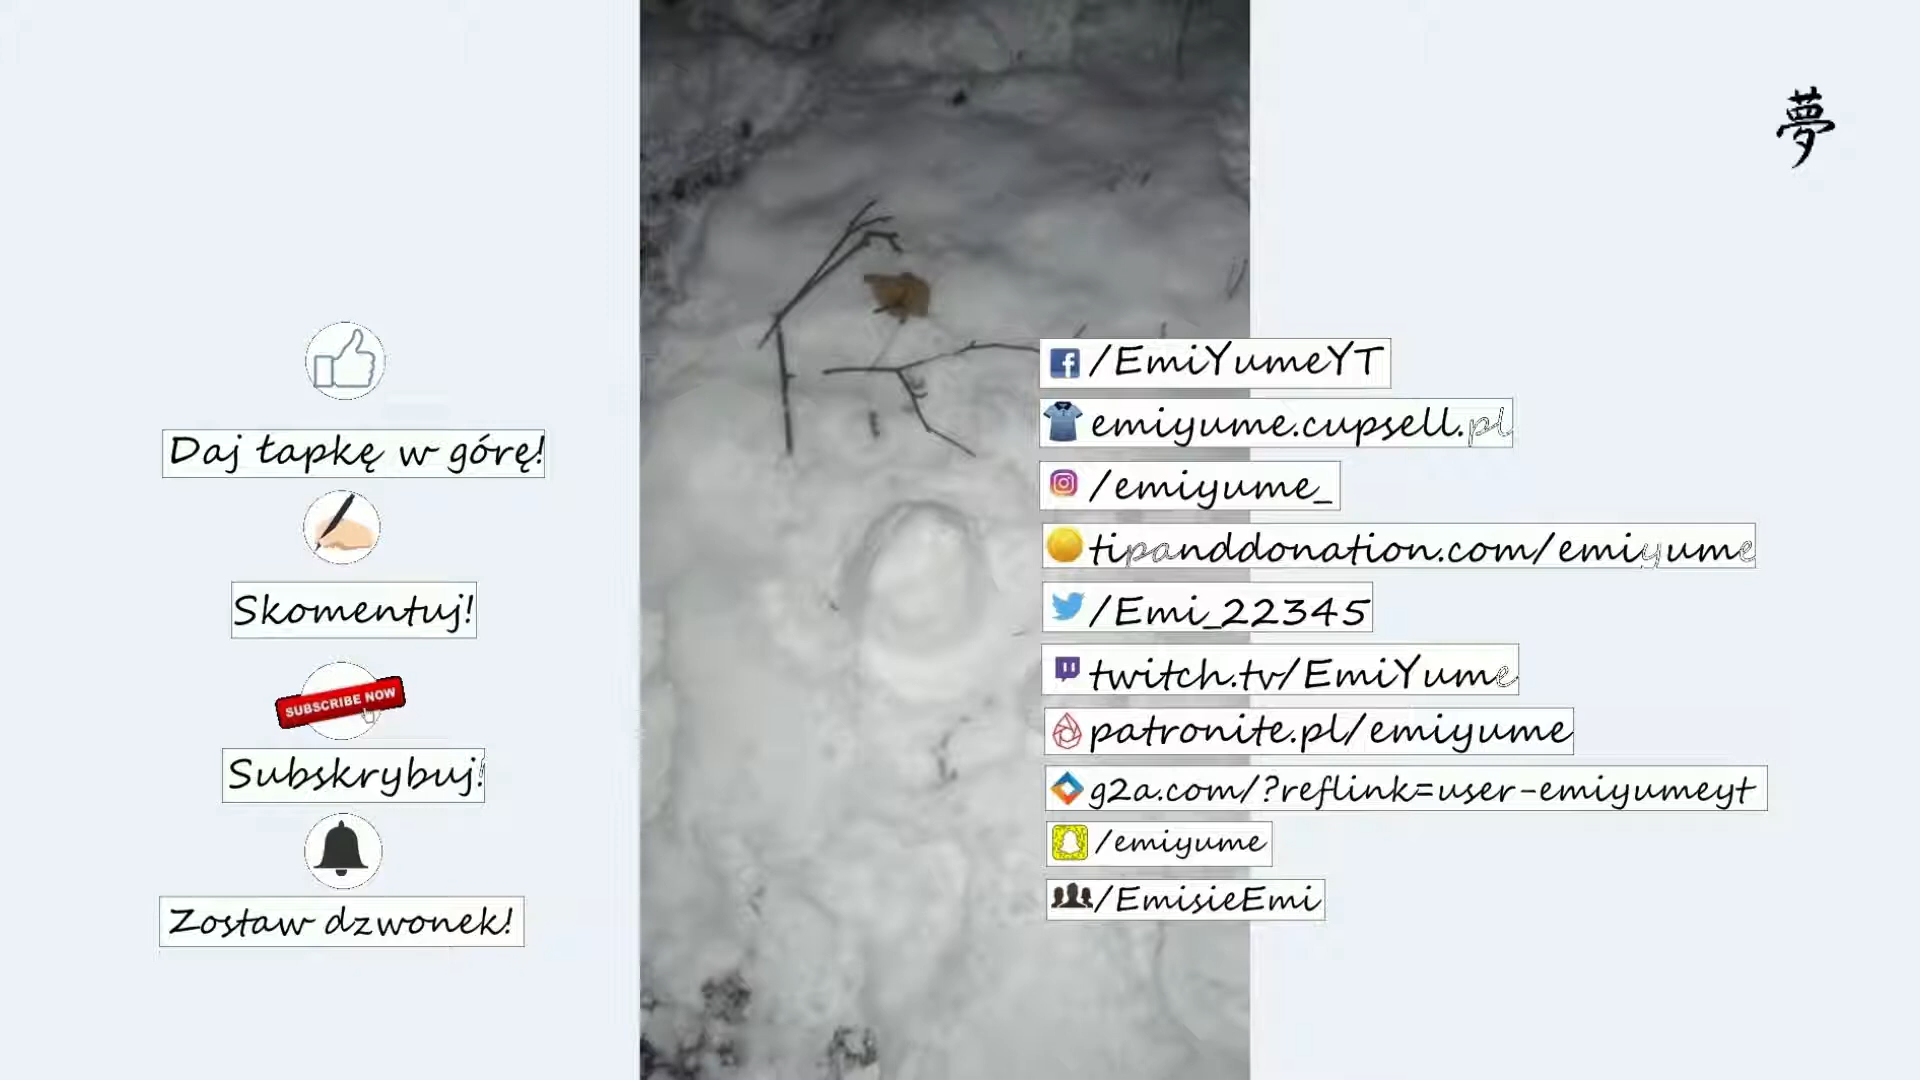 夢
Daj łapkę w górę!
Skomentuj!
SUBSCRIBE NOW
Subskrybuj!
Zostaw dzwonek!
/EmiYumeYT
emiyume.cupsell.pl
/emiyume_
tipanddonation.com/emiyume
/Emi_22345
twitch.tv/EmiYume
patronite.pl/emiyume
g2a.com/?reflink=user-emiyumeyt
/emiyume
/EmisieEmi